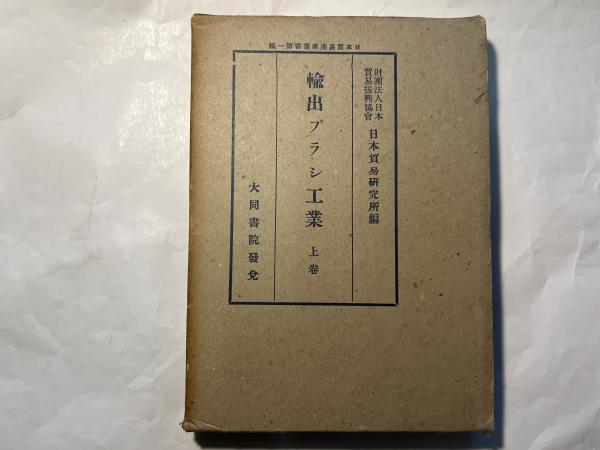 日本貿易産業叢書第一編
財團法人日本
貿易振興協會
日本貿易研究所編
輸出ブラシ工業 上卷
大同書院發兌